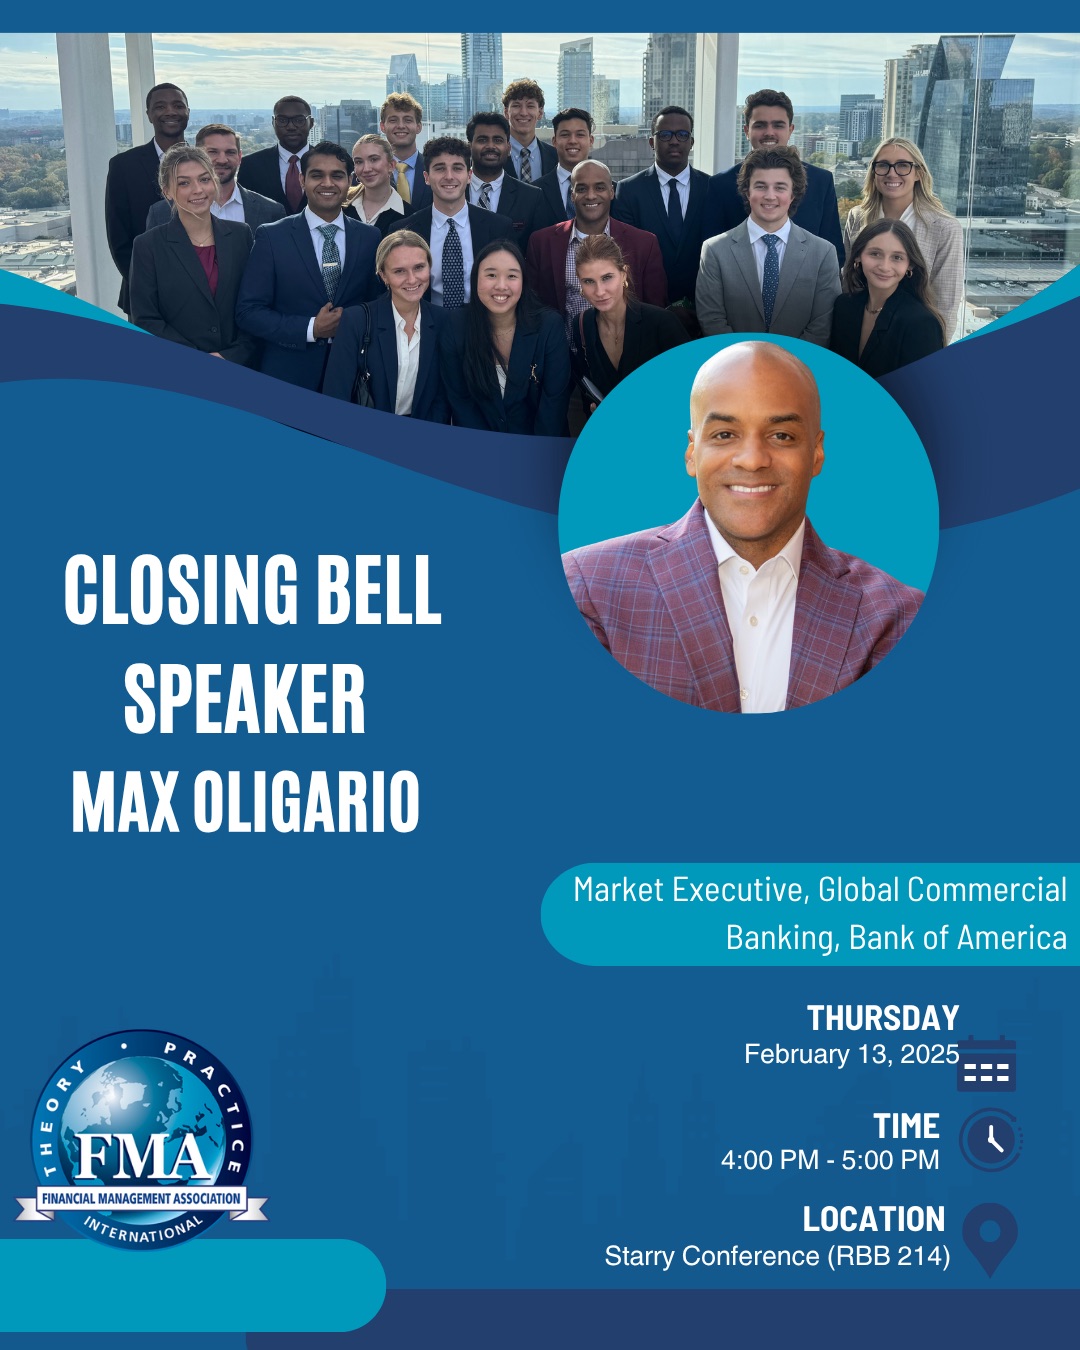 CLOSING BELL
SPEAKER
MAX OLIGARIO
Market Executive, Global Commercial
Banking, Bank of America
THURSDAY
February 13, 2025
TIME
4:00 PM - 5:00 PM
LOCATION
Starry Conference (RBB 214)
THEORY • PRACTICE
FMA
FINANCIAL MANAGEMENT ASSOCIATION
INTERNATIONAL